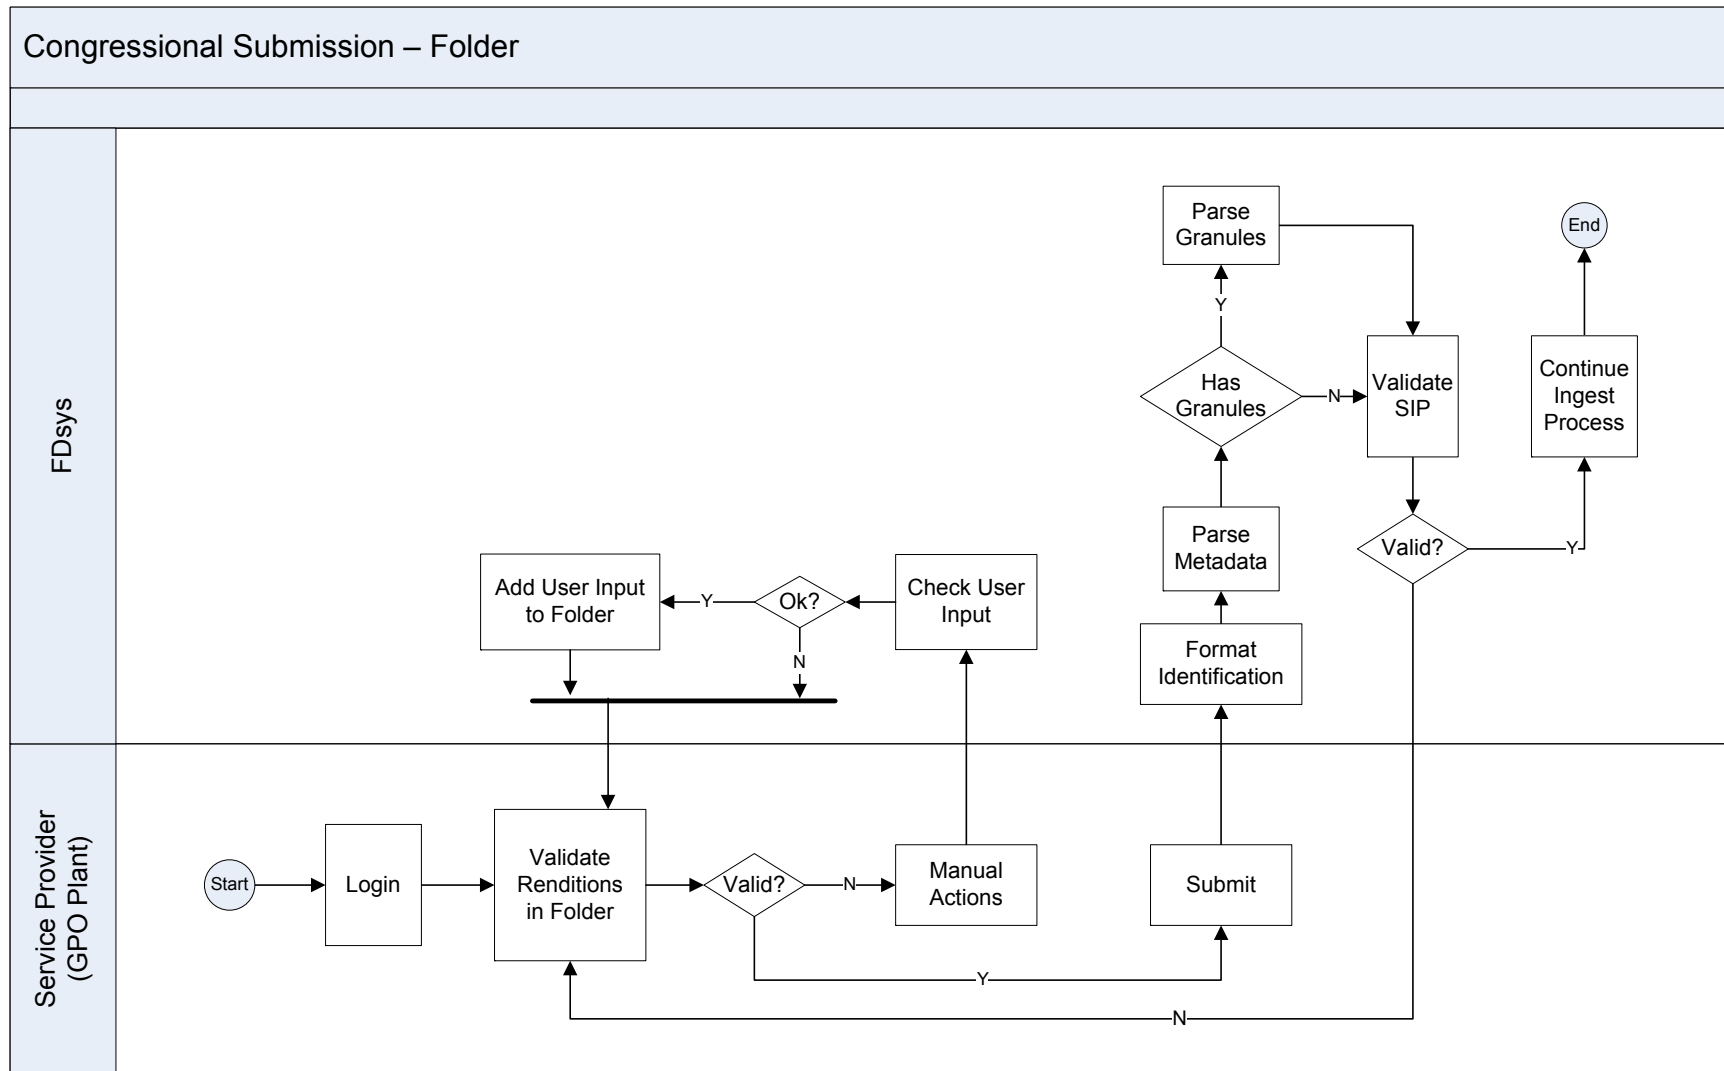 Congressional Submission – Folder
FDsys
Parse
Granules
End
Y
Has
Granules
N
Validate
SIP
Continue
Ingest
Process
Parse
Metadata
Valid?
Y
Add User Input
to Folder
Y
Ok?
Check User
Input
N
Format
Identification
Service Provider
(GPO Plant)
Start
Login
Validate
Renditions
in Folder
Valid?
N
Manual
Actions
Submit
Y
N